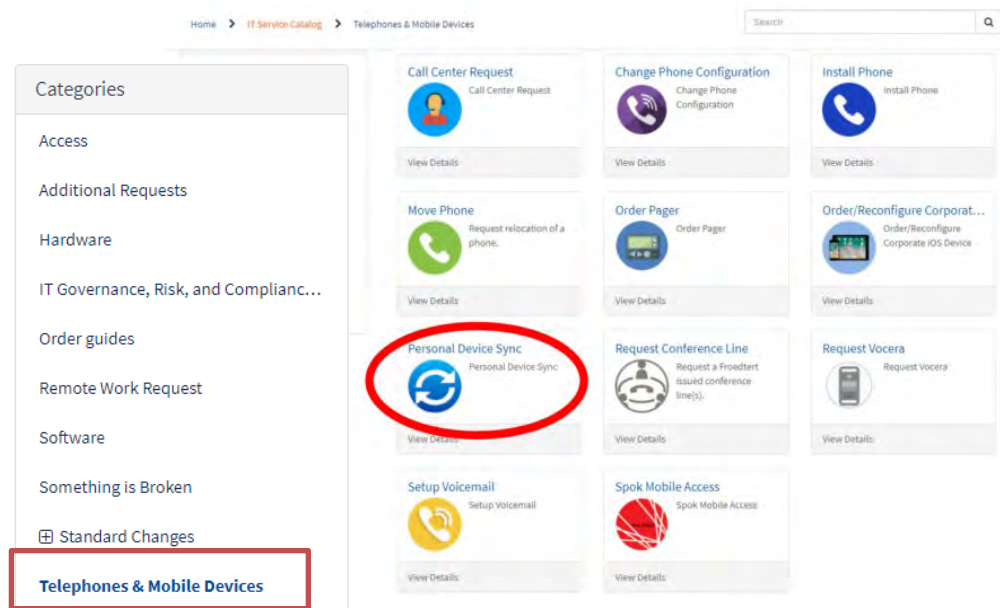 Home > IT Service Catalog > Telephones & Mobile Devices
Search
Categories
Access
Additional Requests
Hardware
IT Governance, Risk, and Complianc...
Order guides
Remote Work Request
Software
Something is Broken
Standard Changes
Telephones & Mobile Devices
Call Center Request
Call Center Request
View Details
Change Phone Configuration
Change Phone
Configuration
View Details
Install Phone
Install Phone
View Details
Move Phone
Request relocation of a
phone.
View Details
Order Pager
Order Pager
View Details
Order/Reconfigure Corporat...
Order/Reconfigure
Corporate iOS Device
View Details
Personal Device Sync
Personal Device Sync
View Details
Request Conference Line
Request a Froedtert
issued conference
line(s).
View Details
Request Vocera
Request Vocera
View Details
Setup Voicemail
Setup Voicemail
View Details
Spok Mobile Access
Spok Mobile Access
View Details